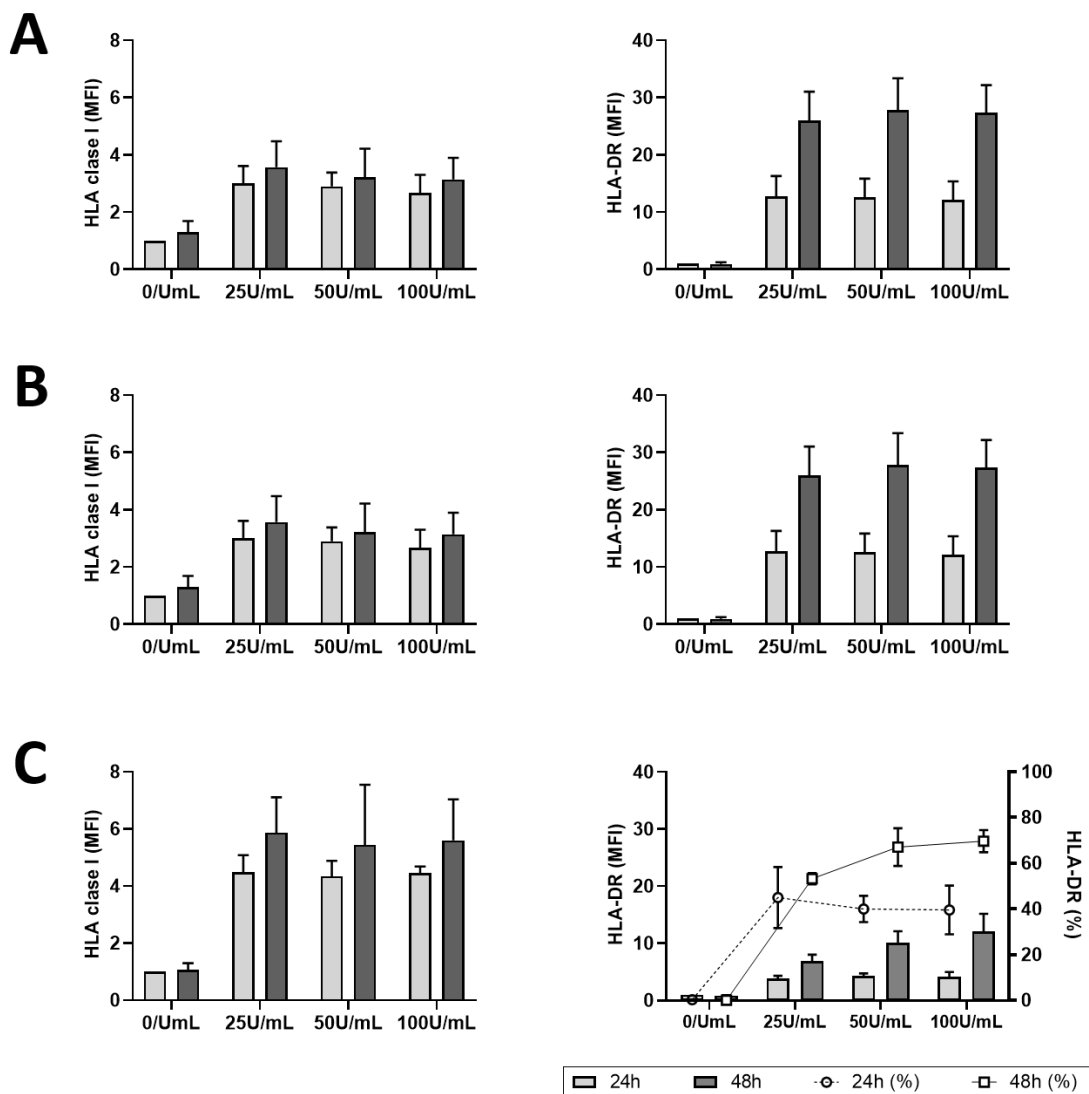 A
HLA clase I (MFI)
8
6
4
2
0
0/UmL 25U/mL 50U/mL 100U/mL
HLA-DR (MFI)
40
30
20
10
0
0/UmL 25U/mL 50U/mL 100U/mL
B
HLA clase I (MFI)
8
6
4
2
0
0/UmL 25U/mL 50U/mL 100U/mL
HLA-DR (MFI)
40
30
20
10
0
0/UmL 25U/mL 50U/mL 100U/mL
C
HLA clase I (MFI)
8
6
4
2
0
0/UmL 25U/mL 50U/mL 100U/mL
HLA-DR (MFI)
40
30
20
10
0
0/UmL 25U/mL 50U/mL 100U/mL
100
80
60
40
20
0
HLA-DR (%)
24h 48h 24h (%) 48h (%)